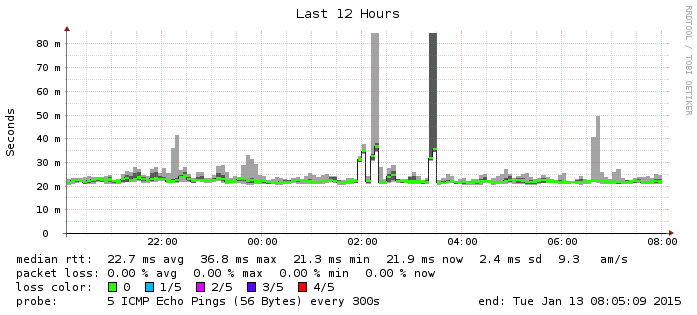 Last 12 Hours
RRDTOOL / TOBI OETIKER
Seconds
80 m
70 m
60 m
50 m
40 m
30 m
20 m
10 m
0
22:00 00:00 02:00 04:00 06:00 08:00
median rtt: 22.7 ms avg 36.8 ms max 21.3 ms min 21.9 ms now 2.4 ms sd 9.3 am/s
packet loss: 0.00 % avg 0.00 % max 0.00 % min 0.00 % now
loss color: 0 1/5 2/5 3/5 4/5
probe: 5 ICMP Echo Pings (56 Bytes) every 300s end: Tue Jan 13 08:05:09 2015